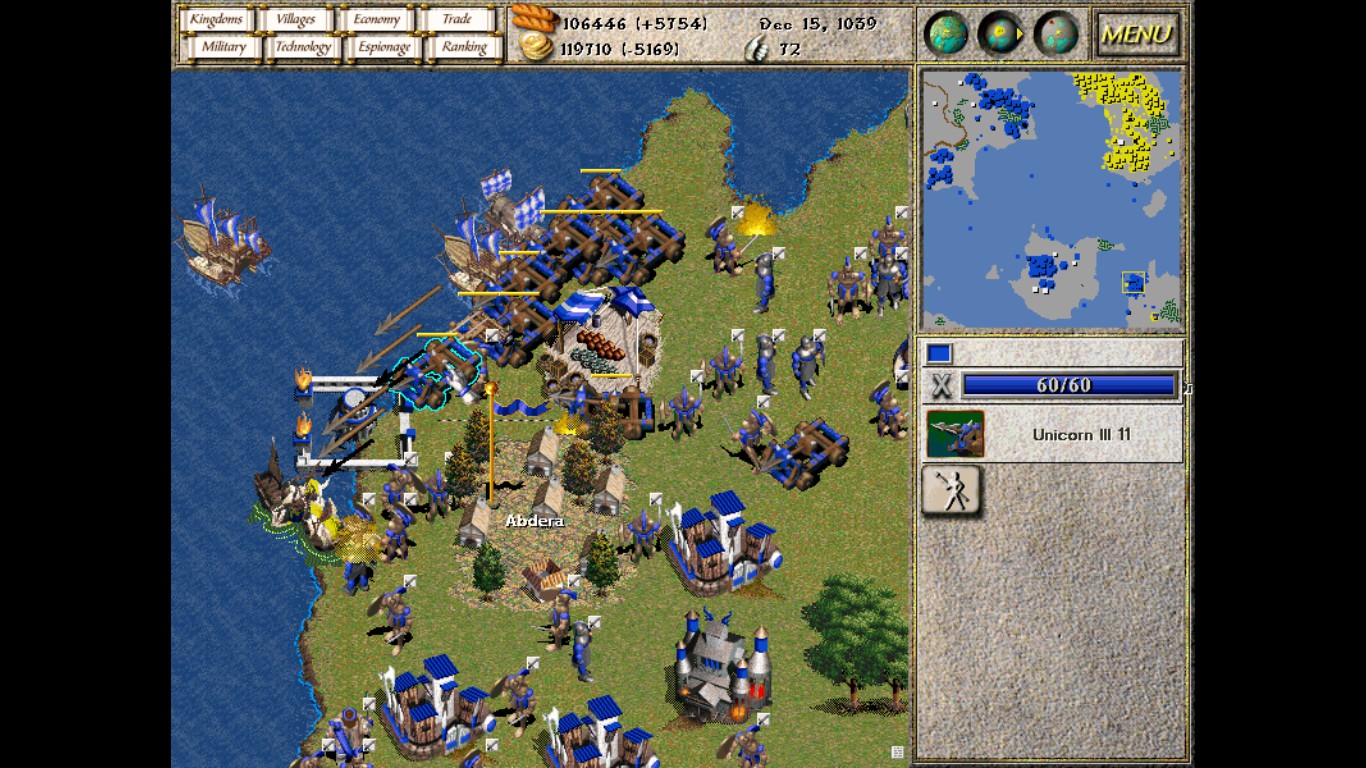 Kingdoms Villages Economy Trade
106446 (+5754) Dec 15, 1039
MENU
Military Technology Espionage Ranking
119710 (-5169) 72
60/60
Unicorn III 11
Abdera